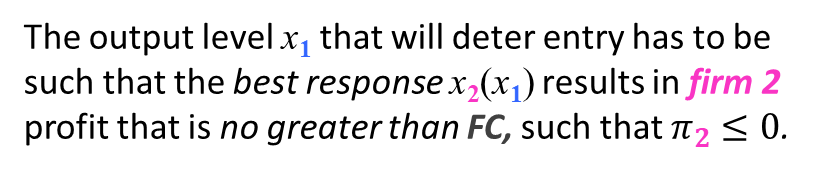 The output level x₁ that will deter entry has to be
such that the best response x₂(x₁) results in firm 2
profit that is no greater than FC, such that π₂ ≤ 0.